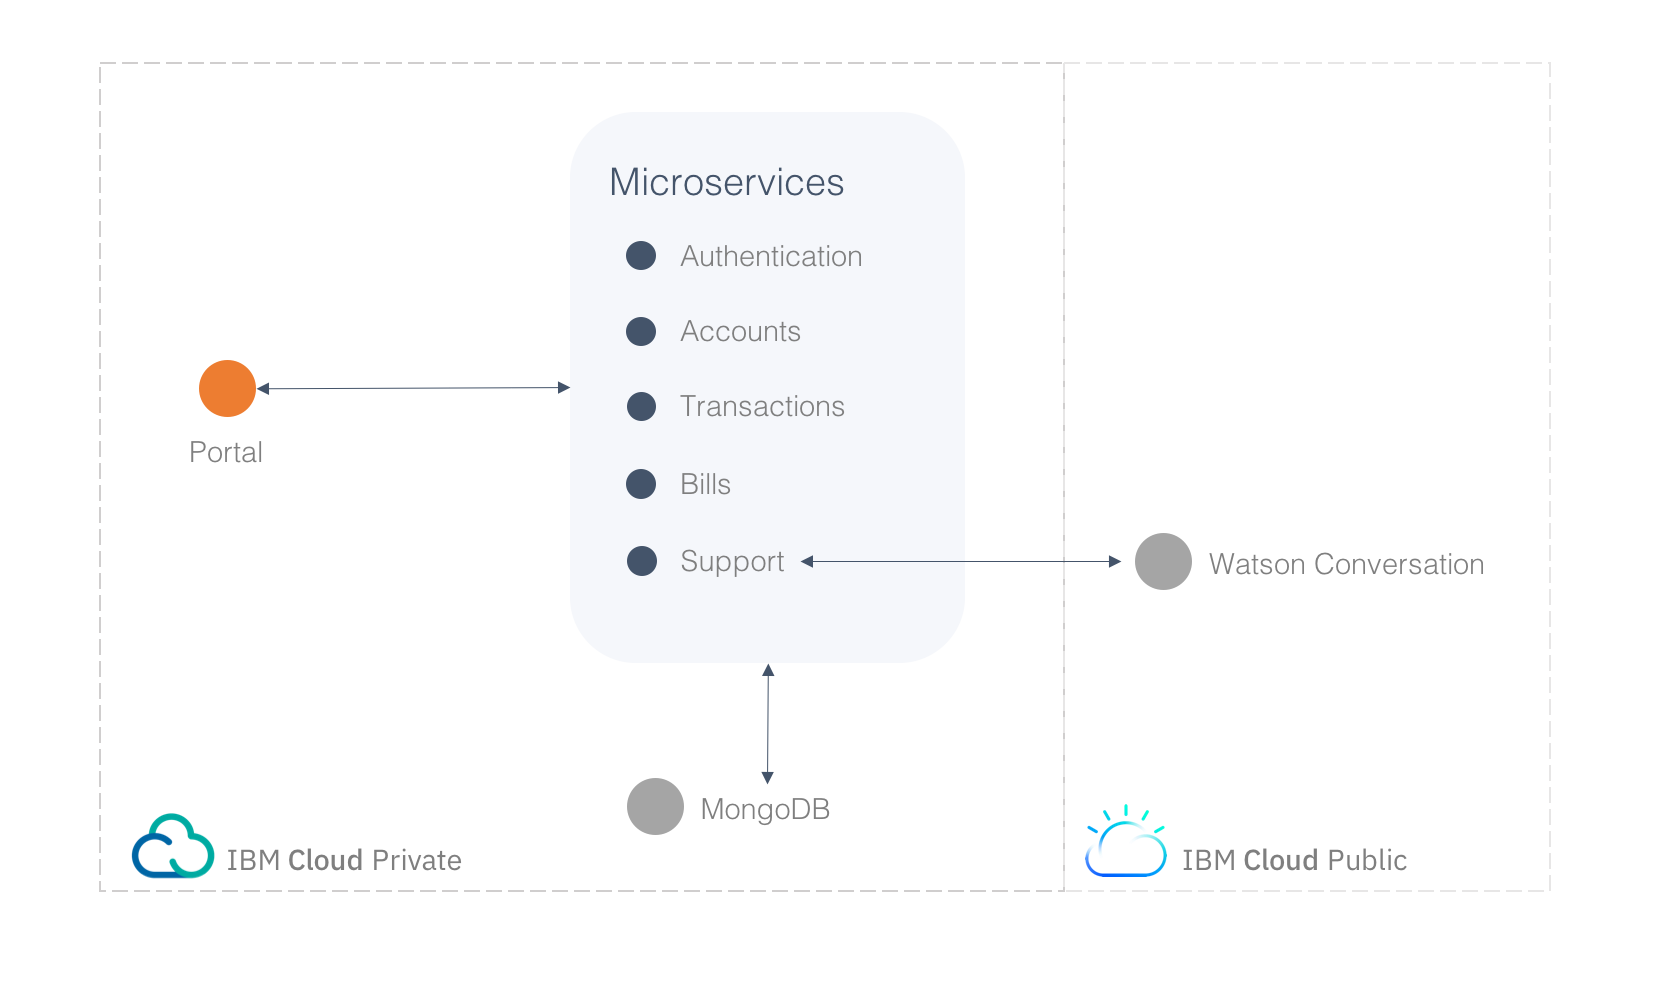 Microservices
Authentication
Accounts
Transactions
Bills
Support
Portal
Watson Conversation
MongoDB
IBM Cloud Private
IBM Cloud Public